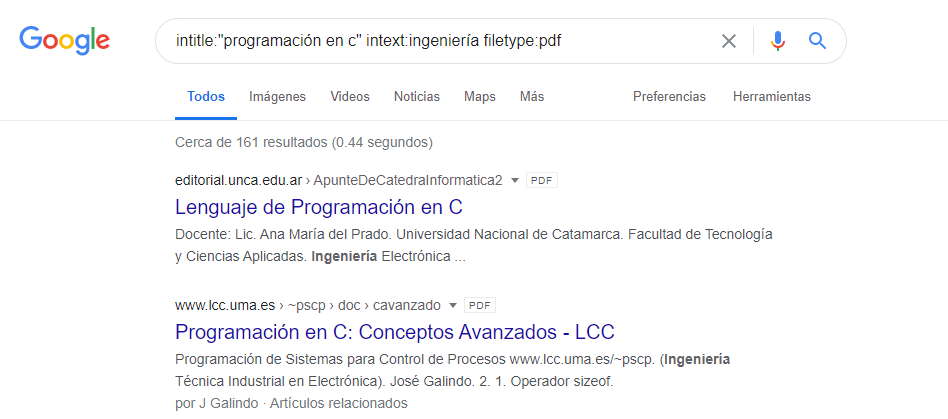 Google
intitle:"programación en c" intext:ingeniería filetype:pdf
Todos Imágenes Videos Noticias Maps Más Preferencias Herramientas
Cerca de 161 resultados (0.44 segundos)
editorial.unca.edu.ar › ApunteDeCatedraInformatica2 PDF
Lenguaje de Programación en C
Docente: Lic. Ana María del Prado. Universidad Nacional de Catamarca. Facultad de Tecnología
y Ciencias Aplicadas. Ingeniería Electrónica ...
www.lcc.uma.es › ~pscp › doc › cavanzado PDF
Programación en C: Conceptos Avanzados - LCC
Programación de Sistemas para Control de Procesos www.lcc.uma.es/~pscp. (Ingeniería
Técnica Industrial en Electrónica). José Galindo. 2. 1. Operador sizeof.
por J Galindo · Artículos relacionados